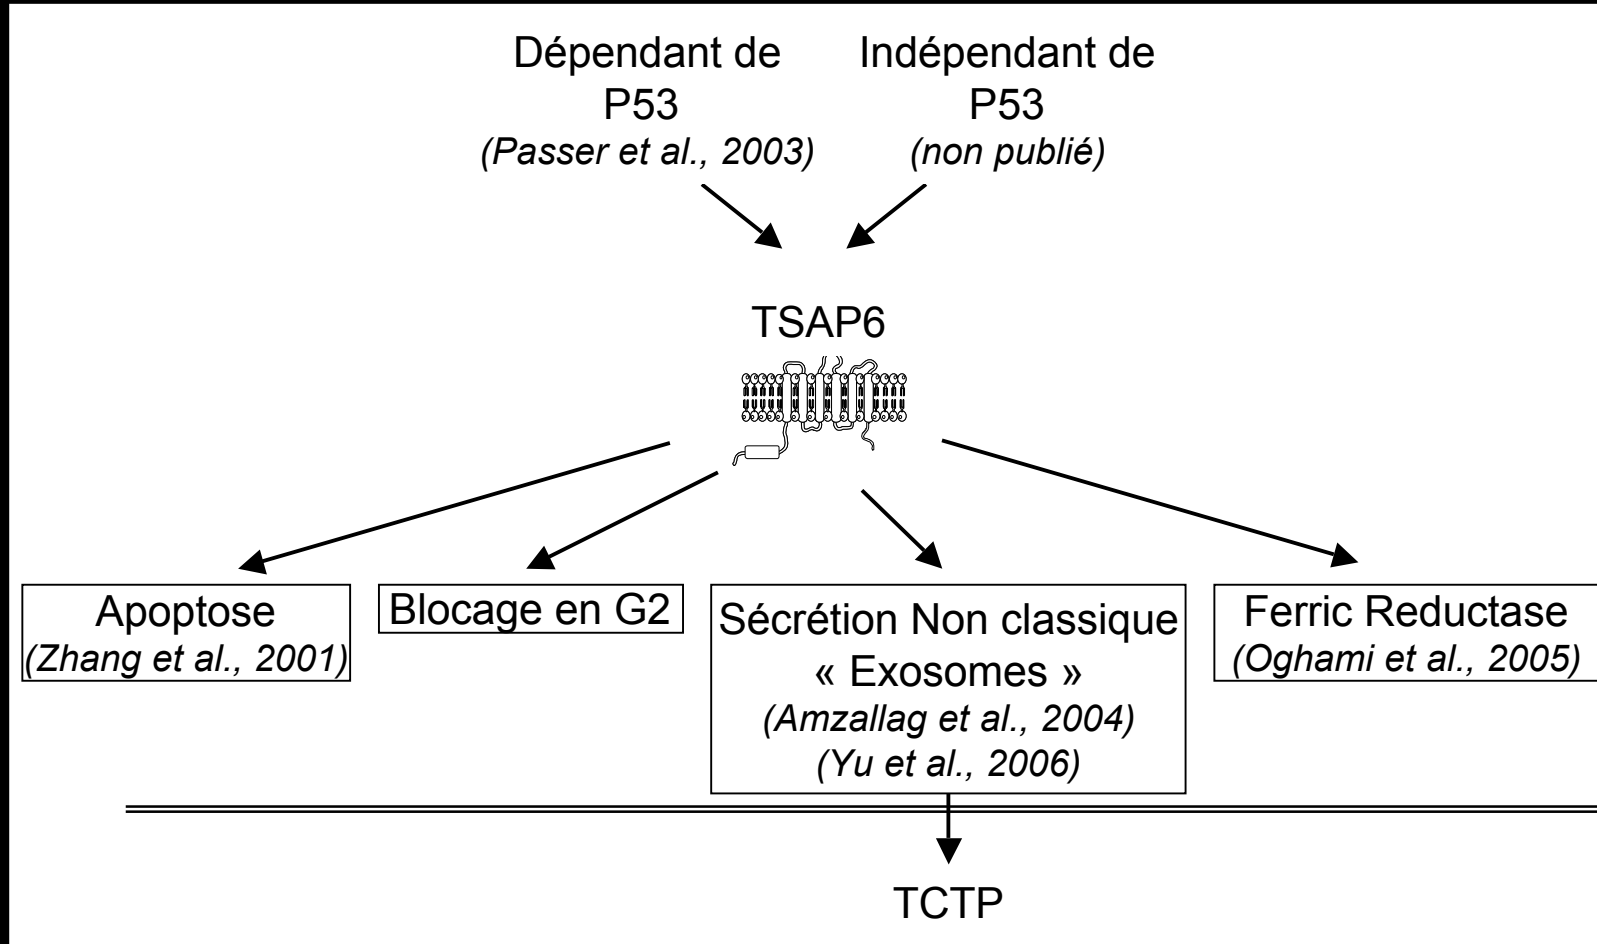 Dépendant de
P53
(Passer et al., 2003)
Indépendant de
P53
(non publié)
TSAP6
Apoptose
(Zhang et al., 2001)
Blocage en G2
Sécrétion Non classique
« Exosomes »
(Amzallag et al., 2004)
(Yu et al., 2006)
Ferric Reductase
(Oghami et al., 2005)
TCTP